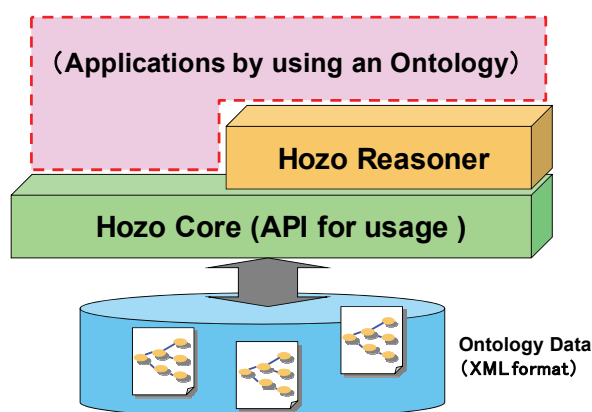 （Applications by using an Ontology）
Hozo Reasoner
Hozo Core (API for usage )
Ontology Data
（XML format）